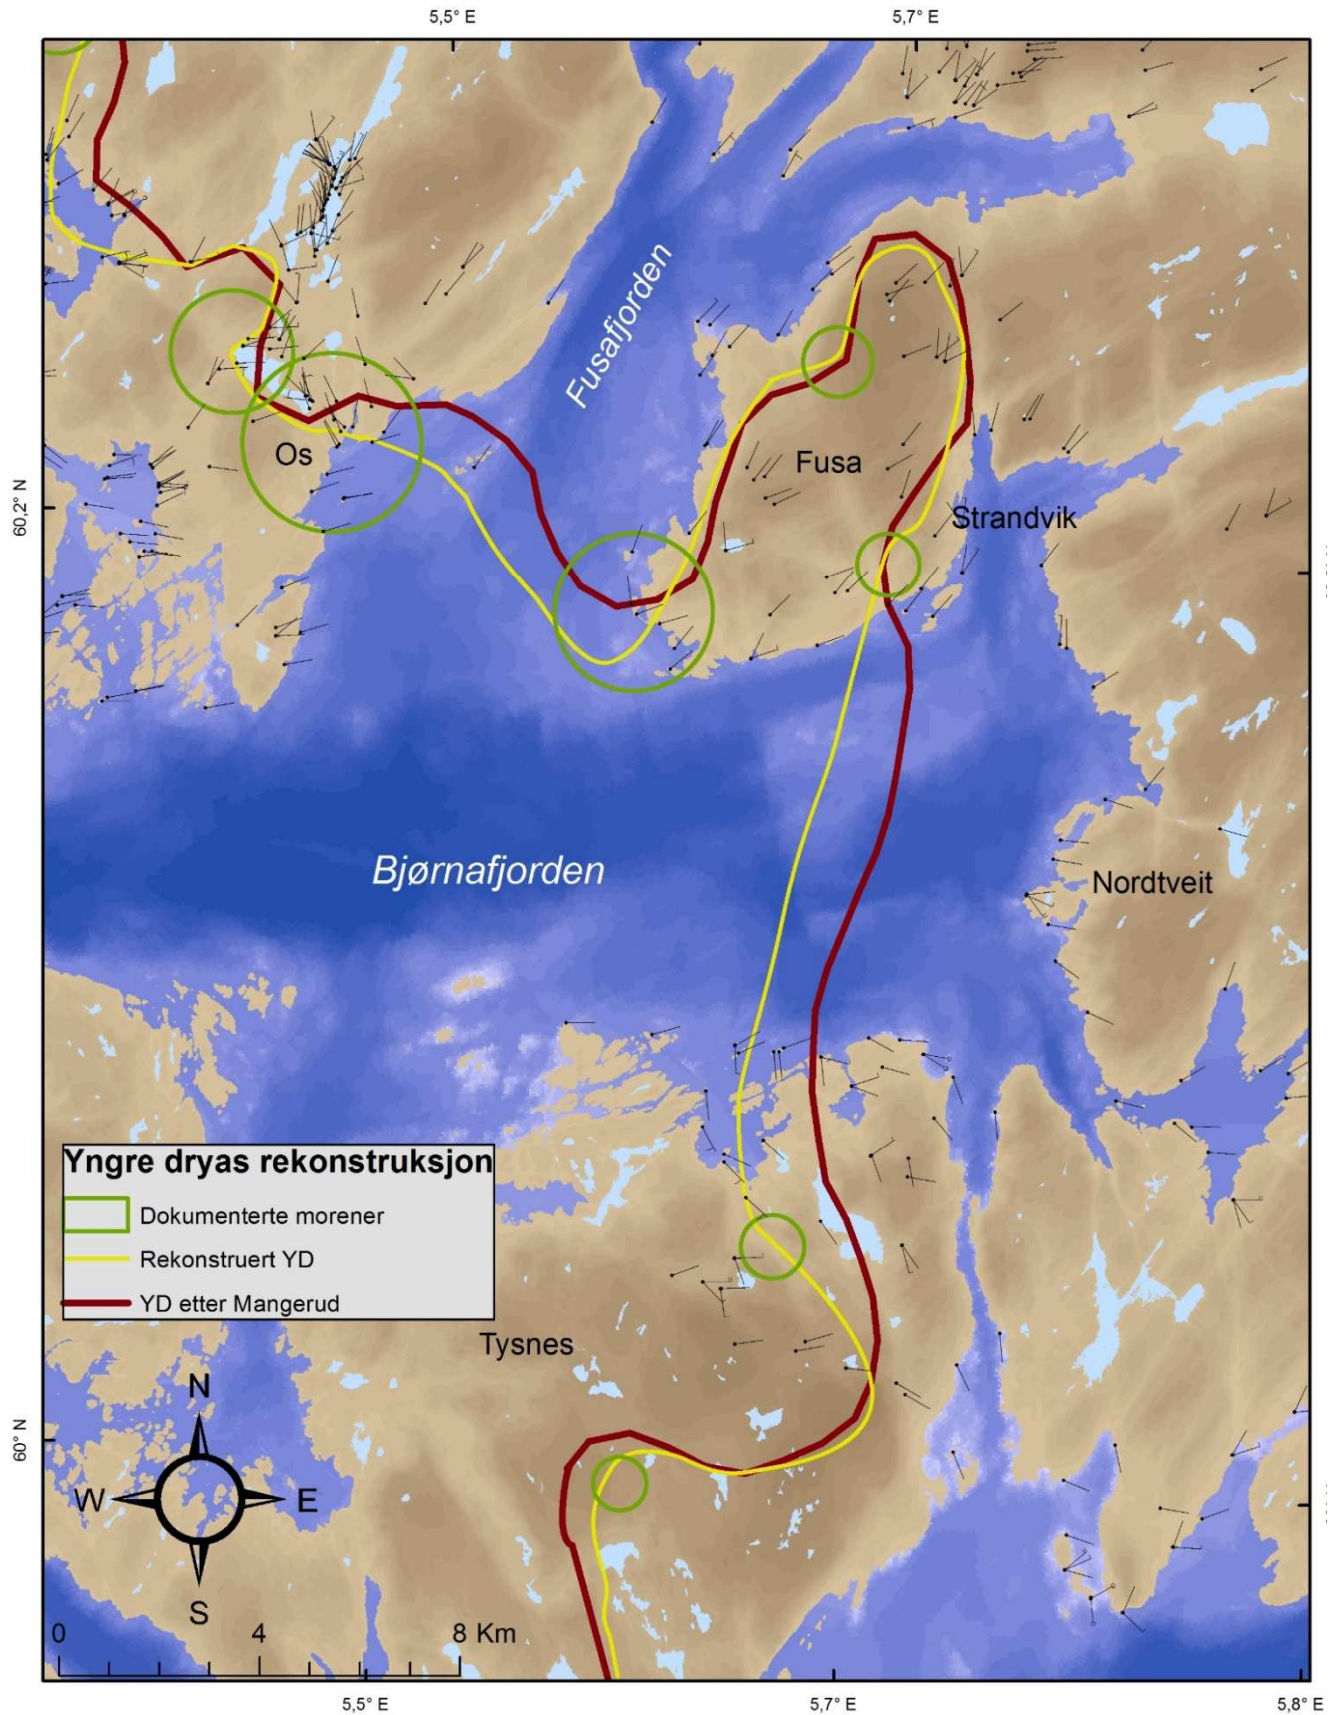 5,5° E
5,7° E
Fusafjorden
Os
Fusa
60,2° N
Strandvik
Bjørnafjorden
Nordtveit
Yngre dryas rekonstruksjon
Dokumenterte morener
Rekonstruert YD
YD etter Mangerud
Tysnes
N
60° N
W
E
S
0
4
8 Km
5,5° E
5,7° E
5,8° E